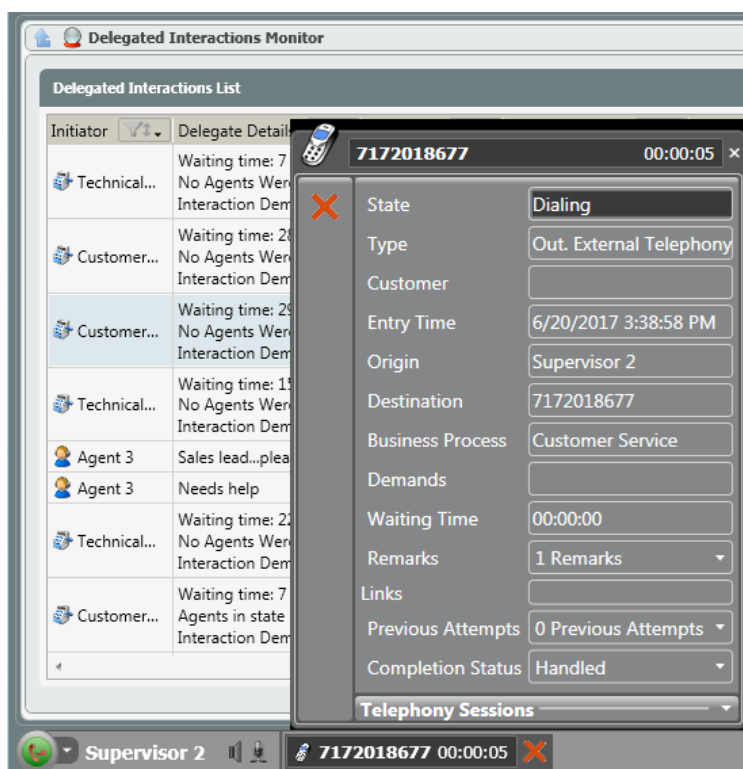 Delegated Interactions Monitor
Delegated Interactions List
Initiator
Delegate Details
Technical...
Waiting time: 7
No Agents Wer
Interaction Dem
Customer...
Waiting time: 28
No Agents Wer
Interaction Dem
Customer...
Waiting time: 29
No Agents Wer
Interaction Dem
Technical...
Waiting time: 15
No Agents Wer
Interaction Dem
Agent 3
Sales lead...plea
Agent 3
Needs help
Technical...
Waiting time: 22
No Agents Wer
Interaction Dem
Customer...
Waiting time: 7
Agents in state
Interaction Dem
7172018677 00:00:05
State Dialing
Type Out. External Telephony
Customer
Entry Time 6/20/2017 3:38:58 PM
Origin Supervisor 2
Destination 7172018677
Business Process Customer Service
Demands
Waiting Time 00:00:00
Remarks 1 Remarks
Links
Previous Attempts 0 Previous Attempts
Completion Status Handled
Telephony Sessions
Supervisor 2
7172018677 00:00:05